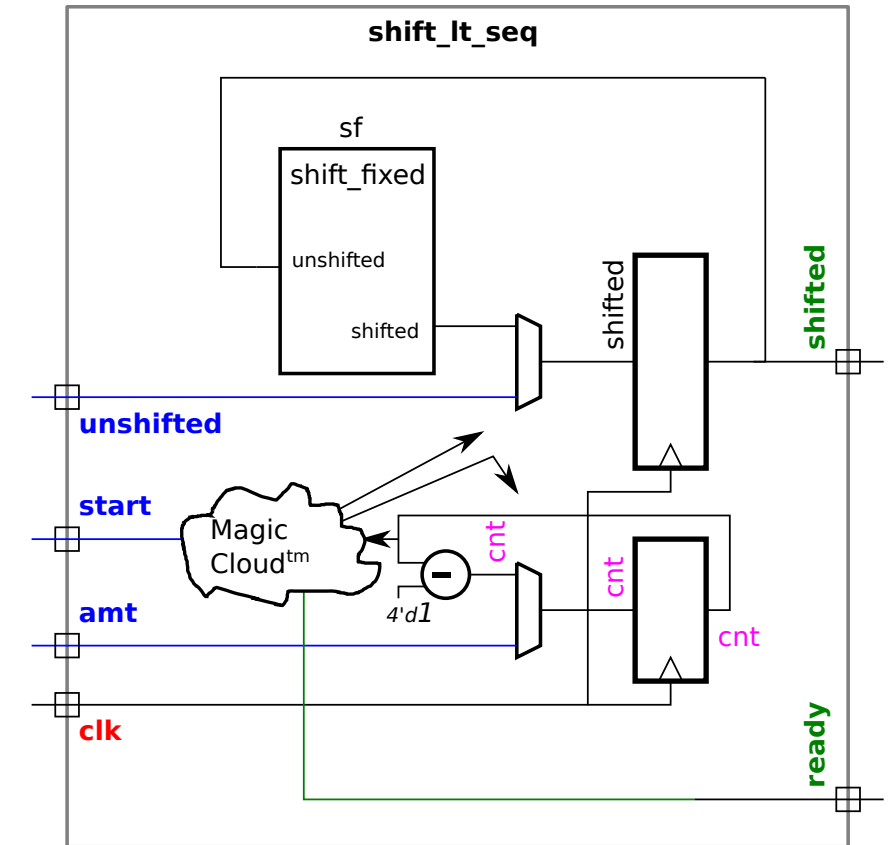 shift_lt_seq
sf
shift_fixed
unshifted
shifted
shifted
shifted
unshifted
start
Magic
Cloudtm
cnt
cnt
4'd1
amt
cnt
clk
ready